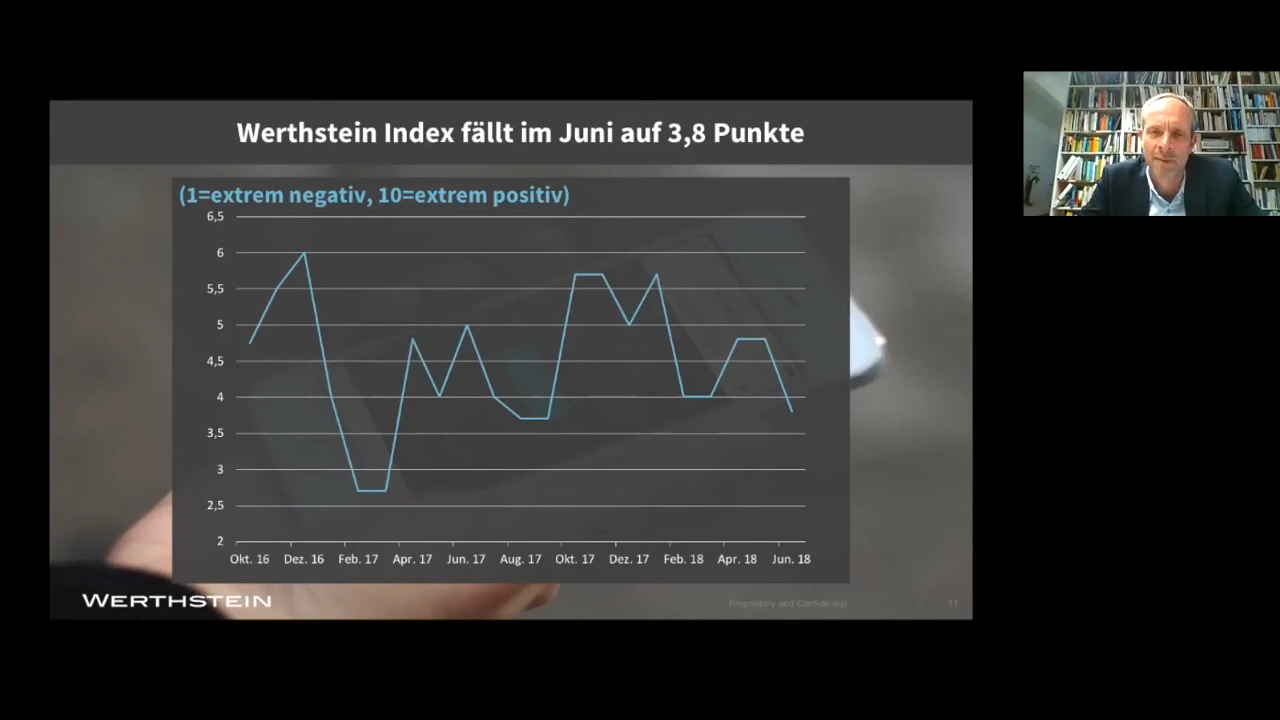 Werthstein Index fällt im Juni auf 3,8 Punkte
(1=extrem negativ, 10=extrem positiv)
6,5
6
5,5
5
4,5
4
3,5
3
2,5
2
Okt. 16 Dez. 16 Feb. 17 Apr. 17 Jun. 17 Aug. 17 Okt. 17 Dez. 17 Feb. 18 Apr. 18 Jun. 18
WERTHSTEIN
Proprietary and Confidential
11